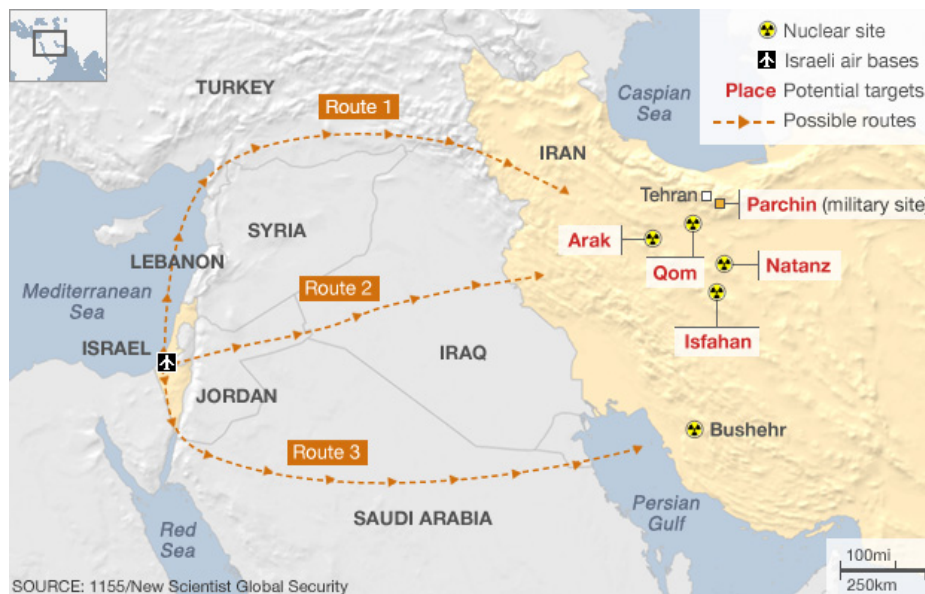 Nuclear site
Israeli air bases
Place Potential targets
Possible routes
TURKEY
Route 1
Caspian
Sea
IRAN
Tehran
Parchin (military site)
SYRIA
Arak
LEBANON
Qom
Natanz
Mediterranean
Sea
Route 2
ISRAEL
Isfahan
IRAQ
JORDAN
Bushehr
Route 3
Persian
Gulf
SAUDI ARABIA
Red
Sea
100mi
250km
SOURCE: 1155/New Scientist Global Security